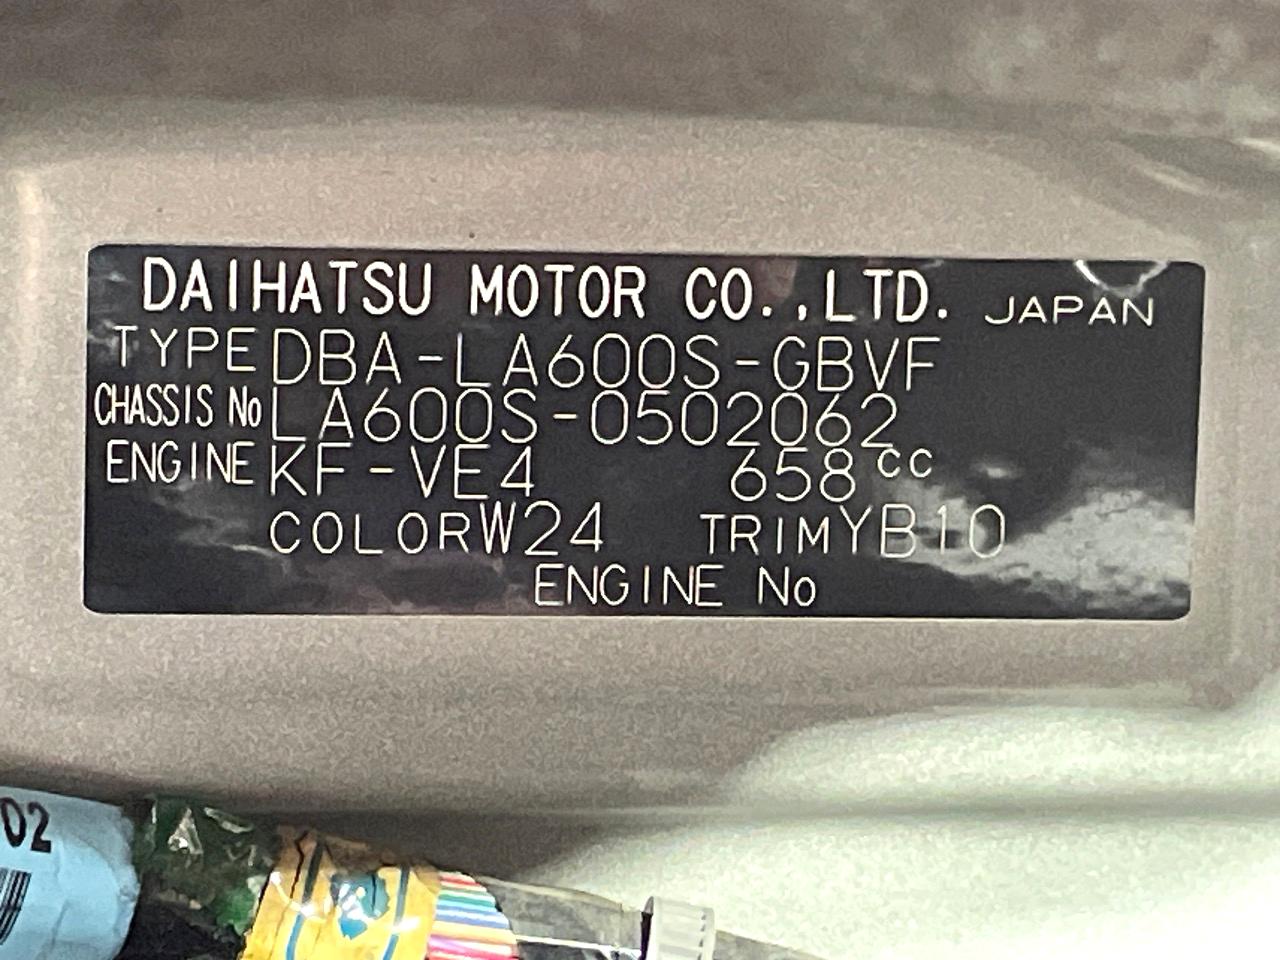 DAIHATSU MOTOR CO.,LTD. JAPAN
TYPE DBA-LA600S-GBVF
CHASSIS No LA600S-0502062
ENGINE KF-VE4 658cc
COLOR W24 TRIM YB10
ENGINE No
02